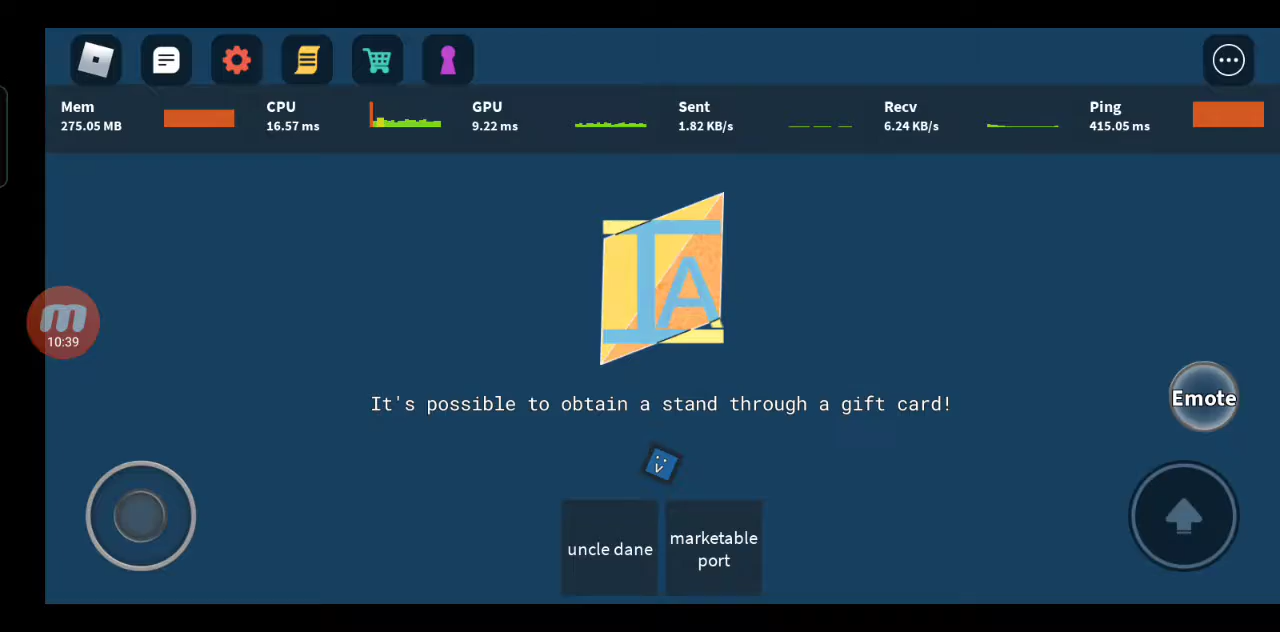 Mem
275.05 MB
CPU
16.57 ms
GPU
9.22 ms
Sent
1.82 KB/s
Recv
6.24 KB/s
Ping
415.05 ms
IA
10:39
It's possible to obtain a stand through a gift card!
Emote
uncle dane
marketable
port